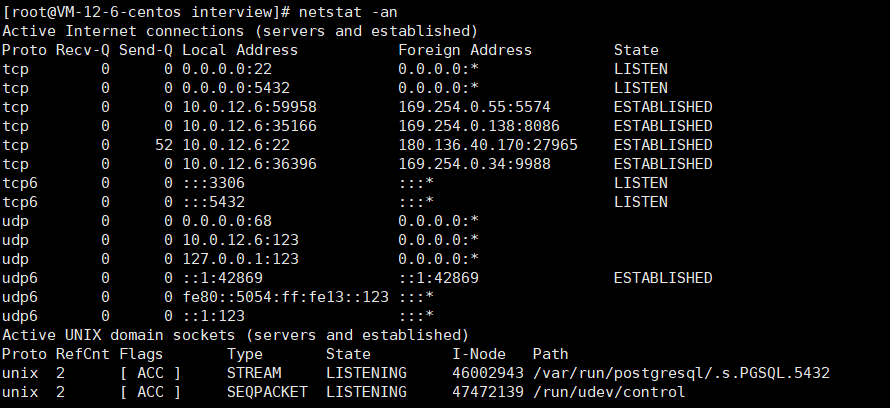 [root@VM-12-6-centos interview]# netstat -an
Active Internet connections (servers and established)
Proto Recv-Q Send-Q Local Address           Foreign Address         State
tcp        0      0 0.0.0.0:22              0.0.0.0:*               LISTEN
tcp        0      0 0.0.0.0:5432            0.0.0.0:*               LISTEN
tcp        0      0 10.0.12.6:59958         169.254.0.55:5574       ESTABLISHED
tcp        0      0 10.0.12.6:35166         169.254.0.138:8086      ESTABLISHED
tcp        0     52 10.0.12.6:22            180.136.40.170:27965    ESTABLISHED
tcp        0      0 10.0.12.6:36396         169.254.0.34:9988       ESTABLISHED
tcp6       0      0 :::3306                 :::*                    LISTEN
tcp6       0      0 :::5432                 :::*                    LISTEN
udp        0      0 0.0.0.0:68              0.0.0.0:*
udp        0      0 10.0.12.6:123           0.0.0.0:*
udp        0      0 127.0.0.1:123           0.0.0.0:*
udp6       0      0 ::1:42869               ::1:42869               ESTABLISHED
udp6       0      0 fe80::5054:ff:fe13::123 :::*
udp6       0      0 ::1:123                 :::*
Active UNIX domain sockets (servers and established)
Proto RefCnt Flags       Type       State         I-Node   Path
unix  2      [ ACC ]     STREAM     LISTENING     46002943 /var/run/postgresql/.s.PGSQL.5432
unix  2      [ ACC ]     SEQPACKET  LISTENING     47472139 /run/udev/control